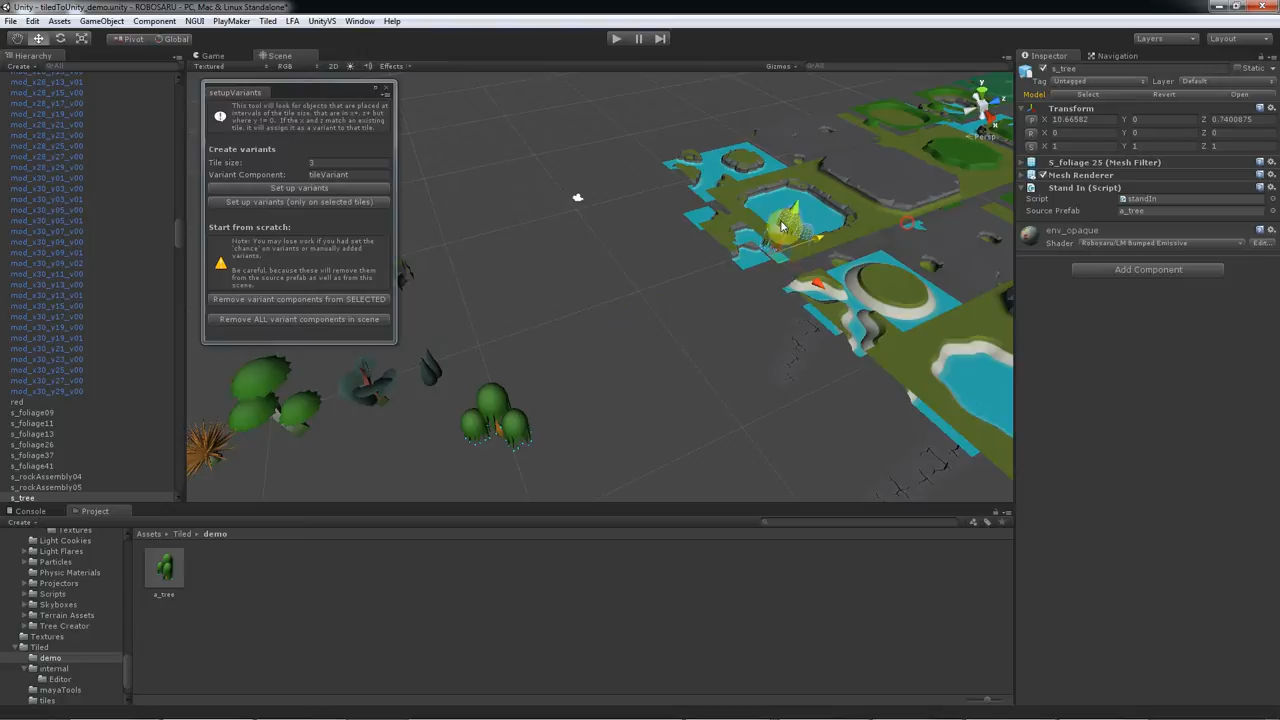 Unity - tiledToUnity_demo.unity - ROBOSARU - PC, Mac & Linux Standalone*
File Edit Assets GameObject Component NGUI PlayMaker Tiled LFA UnityVS Window Help
Pivot Global Layers Layout
Hierarchy
Create All
mod_x28_y13_v01
mod_x28_y15_v00
mod_x28_y17_v00
mod_x28_y19_v00
mod_x28_y21_v00
mod_x28_y23_v00
mod_x28_y25_v00
mod_x28_y27_v00
mod_x28_y29_v00
mod_x30_y01_v00
mod_x30_y03_v00
mod_x30_y05_v00
mod_x30_y05_v01
mod_x30_y07_v00
mod_x30_y09_v00
mod_x30_y09_v01
mod_x30_y09_v02
mod_x30_y11_v00
mod_x30_y13_v00
mod_x30_y13_v01
mod_x30_y15_v00
mod_x30_y17_v00
mod_x30_y19_v00
mod_x30_y19_v01
mod_x30_y21_v00
mod_x30_y23_v00
mod_x30_y25_v00
mod_x30_y27_v00
mod_x30_y29_v00
red
s_foliage09
s_foliage11
s_foliage13
s_foliage26
s_foliage37
s_foliage41
s_rockAssembly04
s_rockAssembly05
s_tree
Game Scene
Textured RGB 2D Effects Gizmos All
setupVariants
This tool will look for objects that are placed at
intervals of the tile size, that are in x+, z+ but
where y != 0. If the x and z match an existing
tile, it will assign it as a variant to that tile.
Create variants
Tile size: 3
Variant Component: tileVariant
Set up variants
Set up variants (only on selected tiles)
Start from scratch:
Note: You may lose work if you had set the
'chance' on variants or manually added
variants.
Be careful, because these will remove them
from the source prefab as well as from this
scene.
Remove variant components from SELECTED
Remove ALL variant components in scene
y
z
x
Persp
Inspector Navigation
s_tree Static
Tag Untagged Layer Default
Model Select Revert Open
Transform
P X 10.66582 Y 0 Z 0.7400875
R X 0 Y 0 Z 0
S X 1 Y 1 Z 1
S_foliage 25 (Mesh Filter)
Mesh Renderer
Stand In (Script)
Script standIn
Source Prefab a_tree
env_opaque
Shader Robosaru/LM Bumped Emissive Edit...
Add Component
Console Project
Create
Textures
Light Cookies
Light Flares
Particles
Physic Materials
Projectors
Scripts
Skyboxes
Terrain Assets
Tree Creator
Textures
Tiled
demo
internal
Editor
mayaTools
tiles
Assets Tiled demo
a_tree